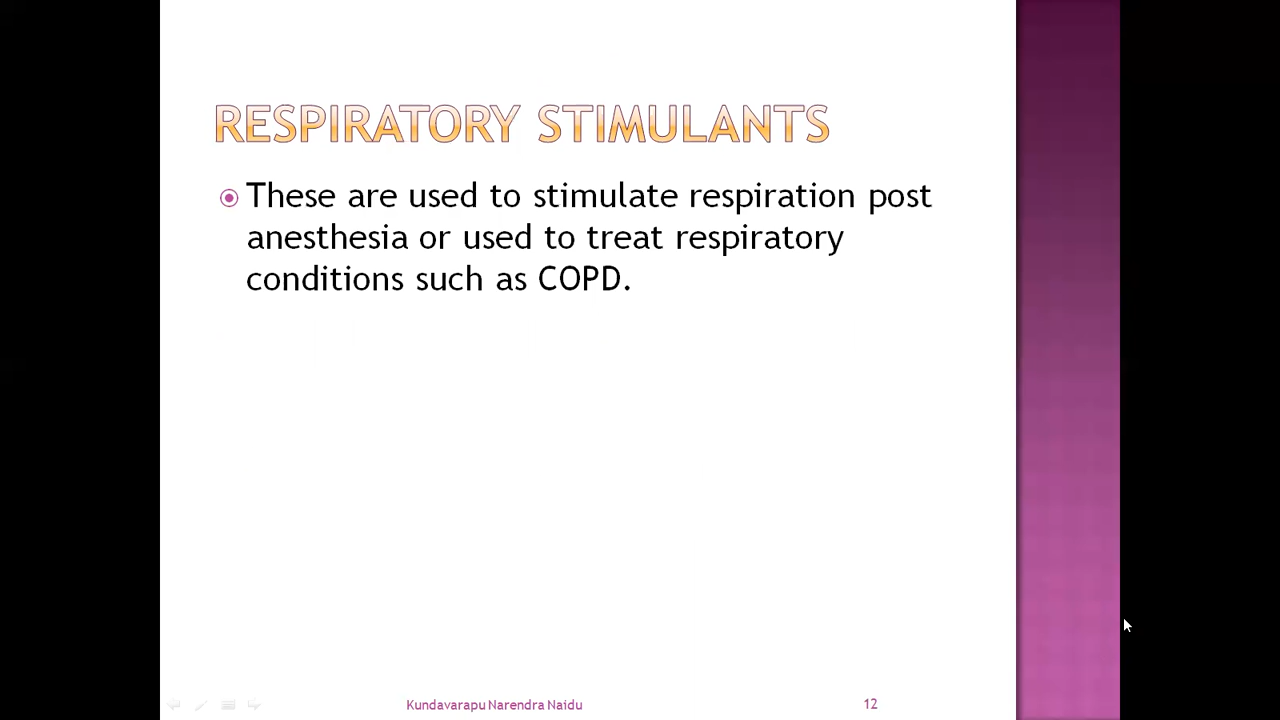 RESPIRATORY STIMULANTS
These are used to stimulate respiration post
anesthesia or used to treat respiratory
conditions such as COPD.
Kundavarapu Narendra Naidu
12